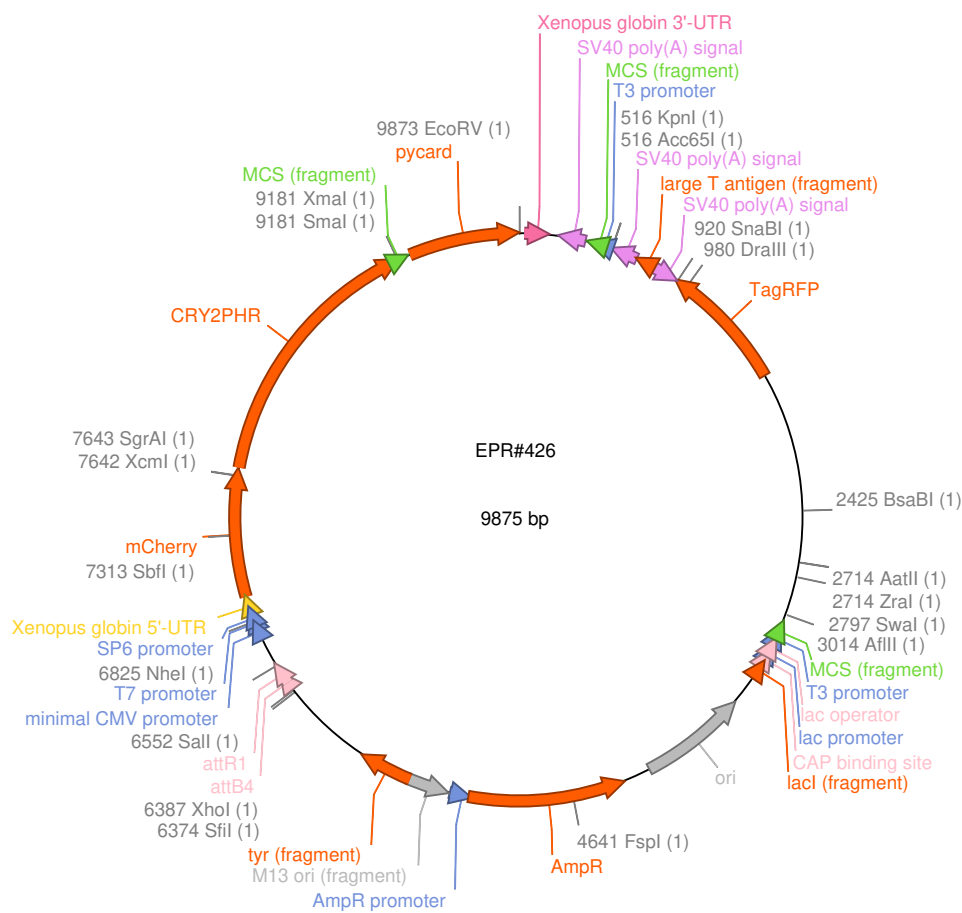 Xenopus globin 3'-UTR
SV40 poly(A) signal
MCS (fragment)
T3 promoter
516 KpnI (1)
516 Acc65I (1)
SV40 poly(A) signal
large T antigen (fragment)
SV40 poly(A) signal
920 SnaBI (1)
980 DraIII (1)
TagRFP
9873 EcoRV (1)
pycard
MCS (fragment)
9181 XmaI (1)
9181 SmaI (1)
CRY2PHR
EPR#426
9875 bp
7643 SgrAI (1)
7642 XcmI (1)
mCherry
7313 SbfI (1)
Xenopus globin 5'-UTR
SP6 promoter
6825 NheI (1)
T7 promoter
minimal CMV promoter
6552 SalI (1)
attR1
attB4
6387 XhoI (1)
6374 SfiI (1)
tyr (fragment)
M13 ori (fragment)
AmpR promoter
AmpR
4641 FspI (1)
ori
2425 BsaBI (1)
2714 AatII (1)
2714 ZraI (1)
2797 SwaI (1)
3014 AflII (1)
MCS (fragment)
T3 promoter
lac operator
lac promoter
CAP binding site
lacI (fragment)